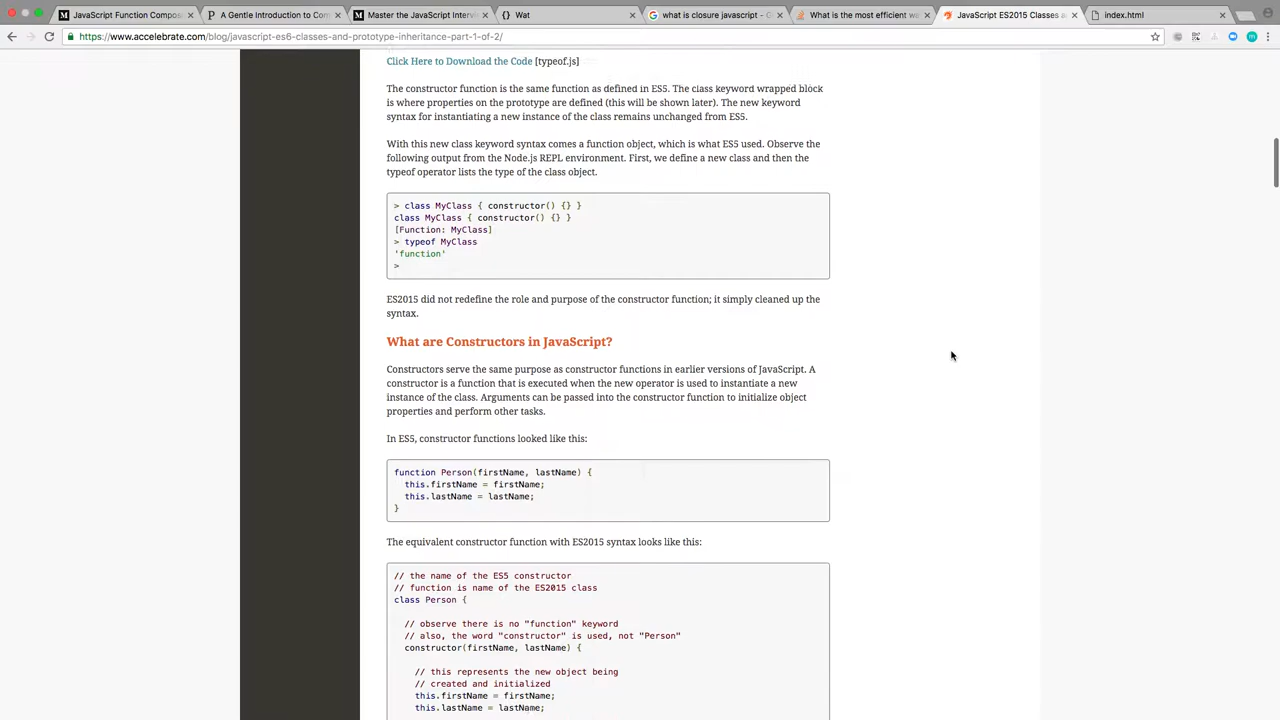 JavaScript Function Composi
A Gentle Introduction to Com
Master the JavaScript Intervi
Wat
what is closure javascript - G
What is the most efficient wa
JavaScript ES2015 Classes a
index.html
https://www.accelebrate.com/blog/javascript-es6-classes-and-prototype-inheritance-part-1-of-2/
Click Here to Download the Code [typeof.js]
The constructor function is the same function as defined in ES5. The class keyword wrapped block
is where properties on the prototype are defined (this will be shown later). The new keyword
syntax for instantiating a new instance of the class remains unchanged from ES5.
With this new class keyword syntax comes a function object, which is what ES5 used. Observe the
following output from the Node.js REPL environment. First, we define a new class and then the
typeof operator lists the type of the class object.
> class MyClass { constructor() {} }
class MyClass { constructor() {} }
[Function: MyClass]
> typeof MyClass
'function'
>
ES2015 did not redefine the role and purpose of the constructor function; it simply cleaned up the
syntax.
What are Constructors in JavaScript?
Constructors serve the same purpose as constructor functions in earlier versions of JavaScript. A
constructor is a function that is executed when the new operator is used to instantiate a new
instance of the class. Arguments can be passed into the constructor function to initialize object
properties and perform other tasks.
In ES5, constructor functions looked like this:
function Person(firstName, lastName) {
this.firstName = firstName;
this.lastName = lastName;
}
The equivalent constructor function with ES2015 syntax looks like this:
// the name of the ES5 constructor
// function is name of the ES2015 class
class Person {
// observe there is no "function" keyword
// also, the word "constructor" is used, not "Person"
constructor(firstName, lastName) {
// this represents the new object being
// created and initialized
this.firstName = firstName;
this.lastName = lastName;